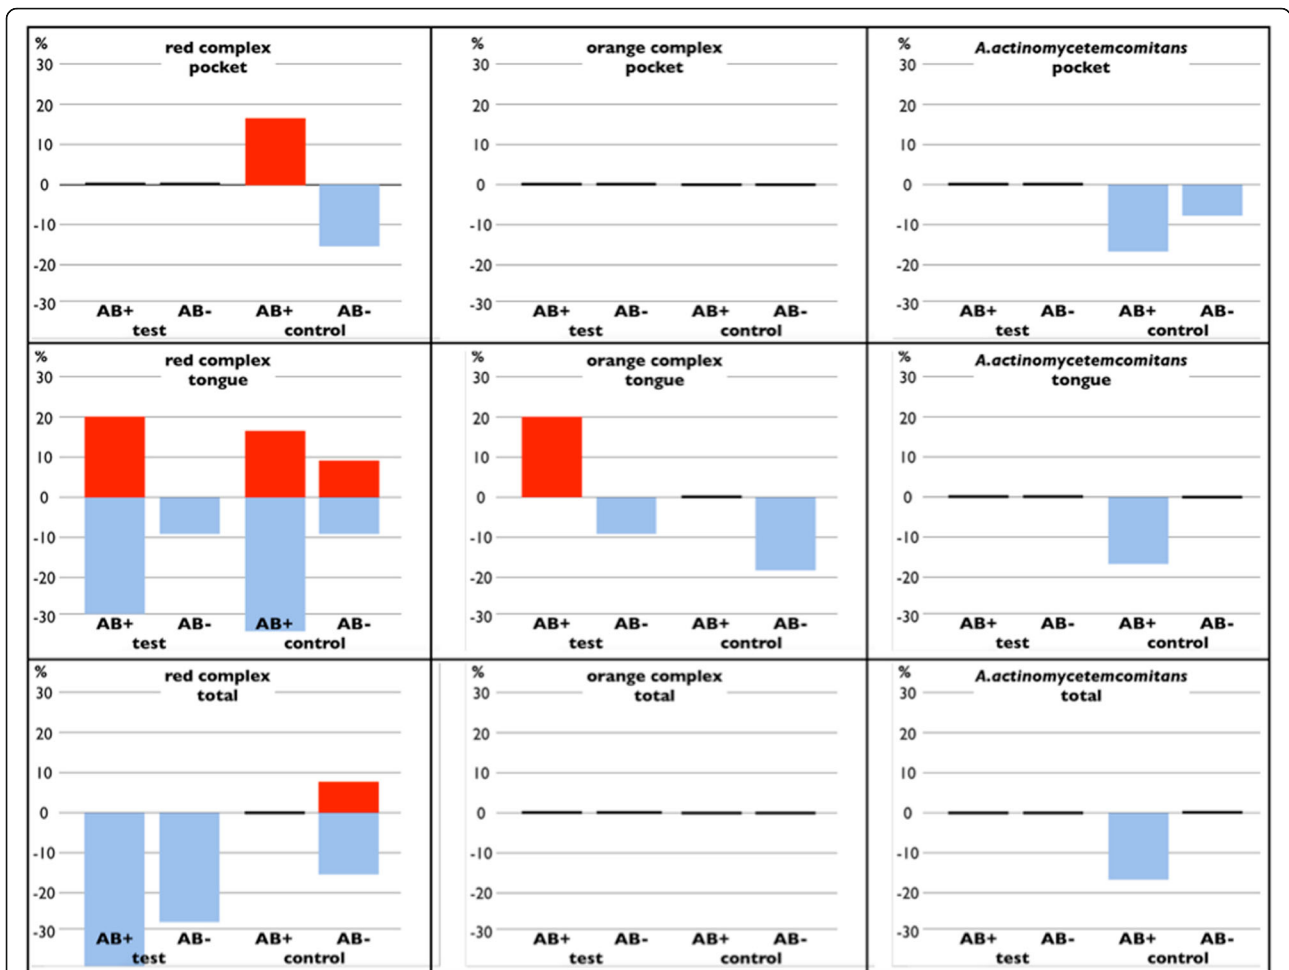 %
red complex
pocket
30
20
10
0
-10
-20
-30
AB+ AB- AB+ AB-
test control
%
orange complex
pocket
30
20
10
0
-10
-20
-30
AB+ AB- AB+ AB-
test control
%
A.actinomycetemcomitans
pocket
30
20
10
0
-10
-20
-30
AB+ AB- AB+ AB-
test control
%
red complex
tongue
30
20
10
0
-10
-20
-30
AB+ AB- AB+ AB-
test control
%
orange complex
tongue
30
20
10
0
-10
-20
-30
AB+ AB- AB+ AB-
test control
%
A.actinomycetemcomitans
tongue
30
20
10
0
-10
-20
-30
AB+ AB- AB+ AB-
test control
%
red complex
total
30
20
10
0
-10
-20
-30
AB+ AB- AB+ AB-
test control
%
orange complex
total
30
20
10
0
-10
-20
-30
AB+ AB- AB+ AB-
test control
%
A.actinomycetemcomitans
total
30
20
10
0
-10
-20
-30
AB+ AB- AB+ AB-
test control